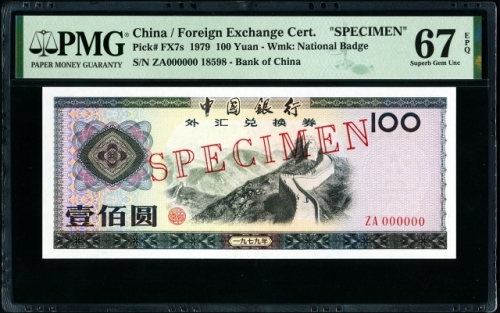 PMG
PAPER MONEY GUARANTY
China / Foreign Exchange Cert. "SPECIMEN"
Pick# FX7s 1979 100 Yuan - Wmk: National Badge
S/N ZA000000 18598 - Bank of China
67 EPQ
Superb Gem Unc
中國銀行
外汇兑换券
100
SPECIMEN
壹佰圆
ZA 000000
一九七九年